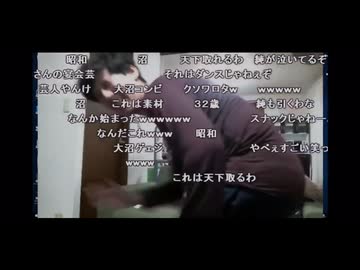 昭和 沼 天下取れるわ 純が泣いてるぞ
さんの宴会芸 それはダンスじゃねぇぞ
芸人やんけ 大沼コンビ クソワロタw wwwww
沼 これは素材 32歳 純も引くわな
なんか始まったwwwwww スナックじゃねー
なんだこれwww 昭和
大沼ゲェジ やべぇすごい笑っ
wwww
これは天下取るわ